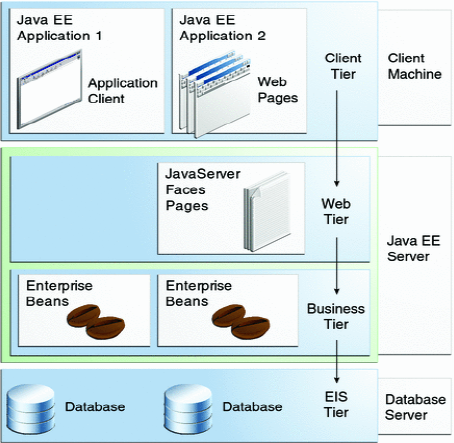 Java EE
Application 1
Application
Client
Java EE
Application 2
Web
Pages
Client
Tier
Client
Machine
JavaServer
Faces
Pages
Web
Tier
Java EE
Server
Enterprise
Beans
Enterprise
Beans
Business
Tier
Database
Database
EIS
Tier
Database
Server